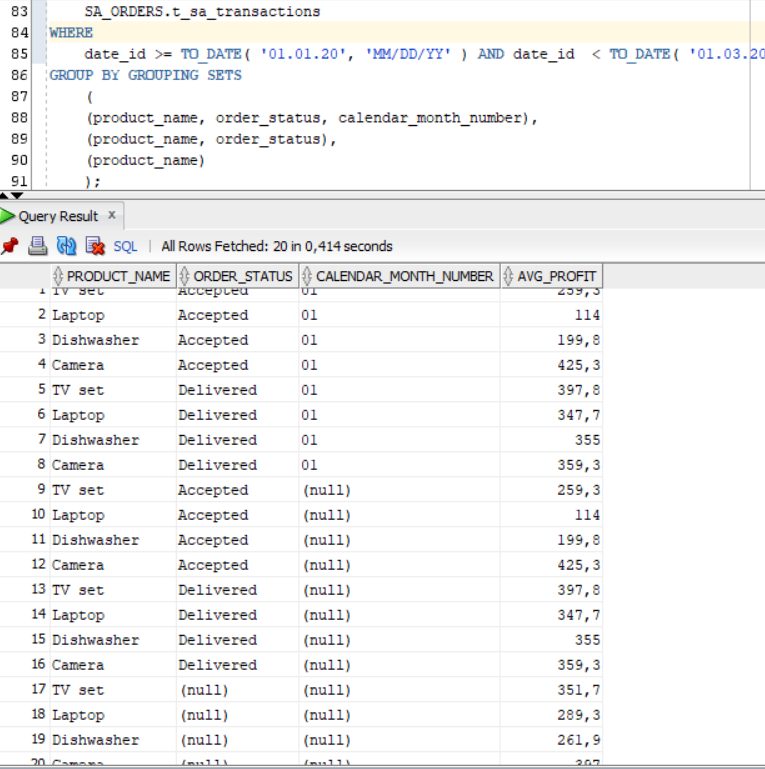 83 SA_ORDERS.t_sa_transactions
84 WHERE
85 date_id >= TO_DATE( '01.01.20', 'MM/DD/YY' ) AND date_id < TO_DATE( '01.03.20
86 GROUP BY GROUPING SETS
87 (
88 (product_name, order_status, calendar_month_number),
89 (product_name, order_status),
90 (product_name)
91 );
Query Result x
SQL | All Rows Fetched: 20 in 0,414 seconds
PRODUCT_NAME ORDER_STATUS CALENDAR_MONTH_NUMBER AVG_PROFIT
1 TV set Accepted 01 259,3
2 Laptop Accepted 01 114
3 Dishwasher Accepted 01 199,8
4 Camera Accepted 01 425,3
5 TV set Delivered 01 397,8
6 Laptop Delivered 01 347,7
7 Dishwasher Delivered 01 355
8 Camera Delivered 01 359,3
9 TV set Accepted (null) 259,3
10 Laptop Accepted (null) 114
11 Dishwasher Accepted (null) 199,8
12 Camera Accepted (null) 425,3
13 TV set Delivered (null) 397,8
14 Laptop Delivered (null) 347,7
15 Dishwasher Delivered (null) 355
16 Camera Delivered (null) 359,3
17 TV set (null) (null) 351,7
18 Laptop (null) (null) 289,3
19 Dishwasher (null) (null) 261,9
20 Camera (null) (null) 397